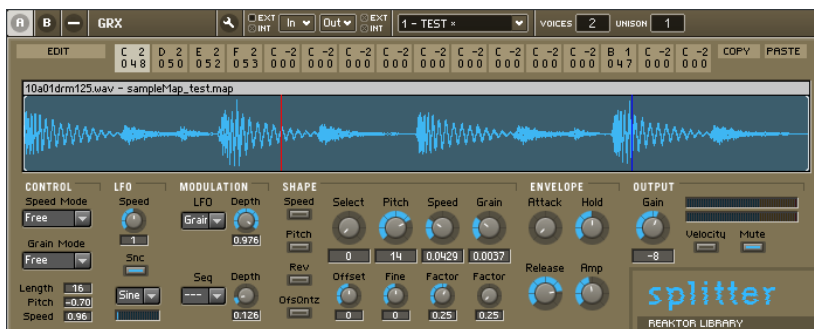 A B GRX EXT INT In Out EXT INT 1 - TEST × VOICES 2 UNISON 1
EDIT C 2 D 2 E 2 F 2 C -2 C -2 C -2 C -2 C -2 C -2 C -2 C -2 B 1 C -2 C -2 COPY PASTE
048 050 052 053 000 000 000 000 000 000 000 000 047 000 000
10a01drm125.wav - sampleMap_test.map
CONTROL LFO MODULATION SHAPE ENVELOPE OUTPUT
Speed Mode Speed LFO Depth Speed Select Pitch Speed Grain Attack Hold Gain
Free Grain
Pitch Velocity Mute
1 0.976
Grain Mode 0 14 0.0429 0.0037 -8
Free Snc Rev
Seq Depth Offset Fine Factor Factor Release Amp
Length 16 Sine --- OfsQntz splitter
Pitch -0.70
Speed 0.96 0.126 0 0 0.25 0.25 REAKTOR LIBRARY